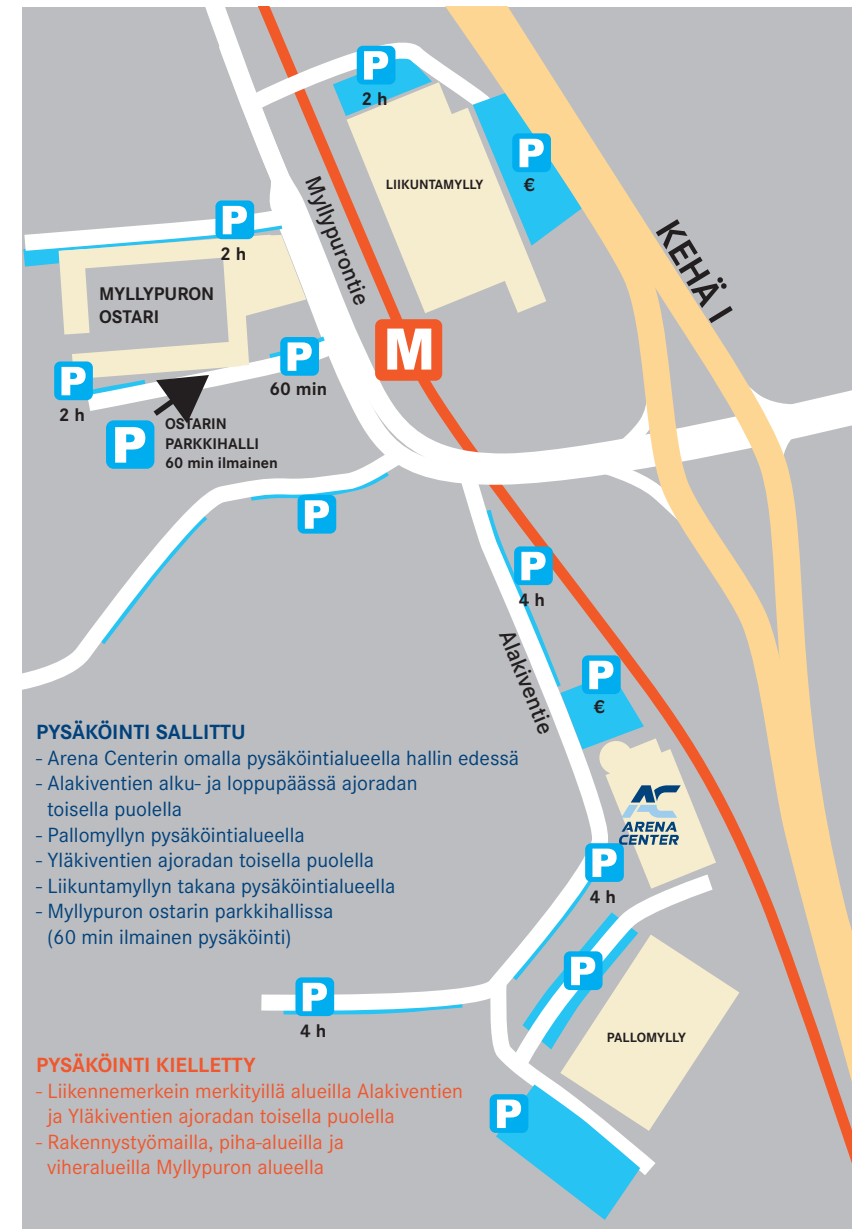 P
2 h
LIIKUNTAMYLLY
P
€
Myllypurontie
KEHÄ I
P
2 h
MYLLYPURON
OSTARI
M
P
60 min
P
2 h
P
OSTARIN
PARKKIHALLI
60 min ilmainen
P
P
4 h
Alakiventie
P
€
PYSÄKÖINTI SALLITTU
- Arena Centerin omalla pysäköintialueella hallin edessä
- Alakiventien alku- ja loppupäässä ajoradan
toisella puolella
- Pallomyllyn pysäköintialueella
- Yläkiventien ajoradan toisella puolella
- Liikuntamyllyn takana pysäköintialueella
- Myllypuron ostarin parkkihallissa
(60 min ilmainen pysäköinti)
AC
ARENA
CENTER
P
4 h
P
P
4 h
PALLOMYLLY
P
PYSÄKÖINTI KIELLETTY
- Liikennemerkein merkityillä alueilla Alakiventien
ja Yläkiventien ajoradan toisella puolella
- Rakennystyömailla, piha-alueilla ja
viheralueilla Myllypuron alueella